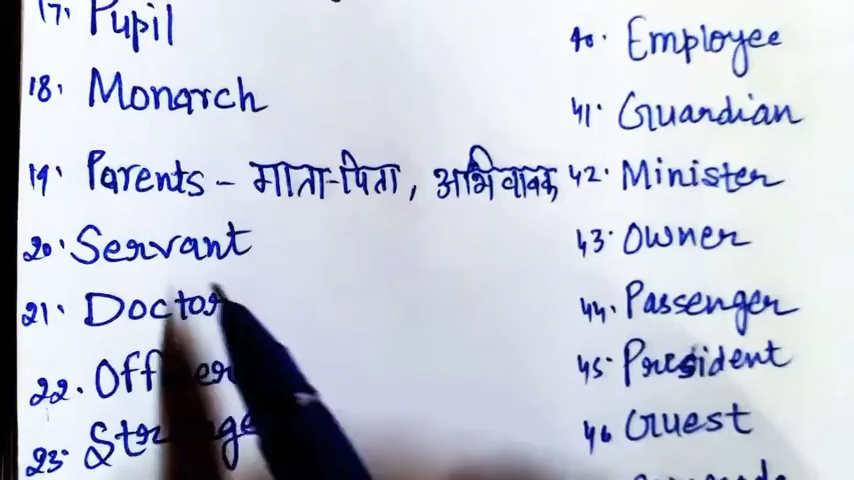 17. Pupil
18. Monarch
19. Parents - माता-पिता, अभिवावक
20. Servant
21. Doctor
22.
23.
40. Employee
41. Guardian
42. Minister
43. Owner
44. Passenger
45. President
46 Guest